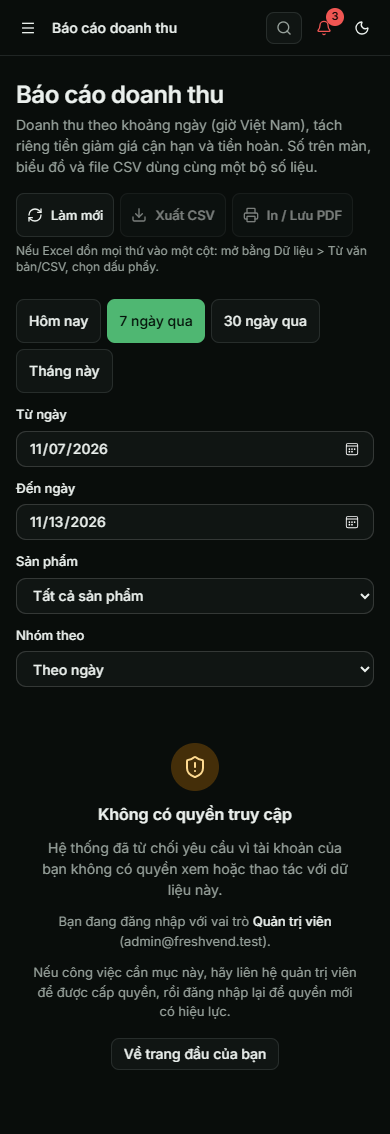 Báo cáo doanh thu
3
Báo cáo doanh thu
Doanh thu theo khoảng ngày (giờ Việt Nam), tách
riêng tiền giảm giá cận hạn và tiền hoàn. Số trên màn,
biểu đồ và file CSV dùng cùng một bộ số liệu.
Làm mới
Xuất CSV
In / Lưu PDF
Nếu Excel dồn mọi thứ vào một cột: mở bằng Dữ liệu > Từ văn
bản/CSV, chọn dấu phẩy.
Hôm nay
7 ngày qua
30 ngày qua
Tháng này
Từ ngày
11/07/2026
Đến ngày
11/13/2026
Sản phẩm
Tất cả sản phẩm
Nhóm theo
Theo ngày
Không có quyền truy cập
Hệ thống đã từ chối yêu cầu vì tài khoản của
bạn không có quyền xem hoặc thao tác với dữ
liệu này.
Bạn đang đăng nhập với vai trò Quản trị viên
(admin@freshvend.test).
Nếu công việc cần mục này, hãy liên hệ quản trị viên
để được cấp quyền, rồi đăng nhập lại để quyền mới
có hiệu lực.
Về trang đầu của bạn